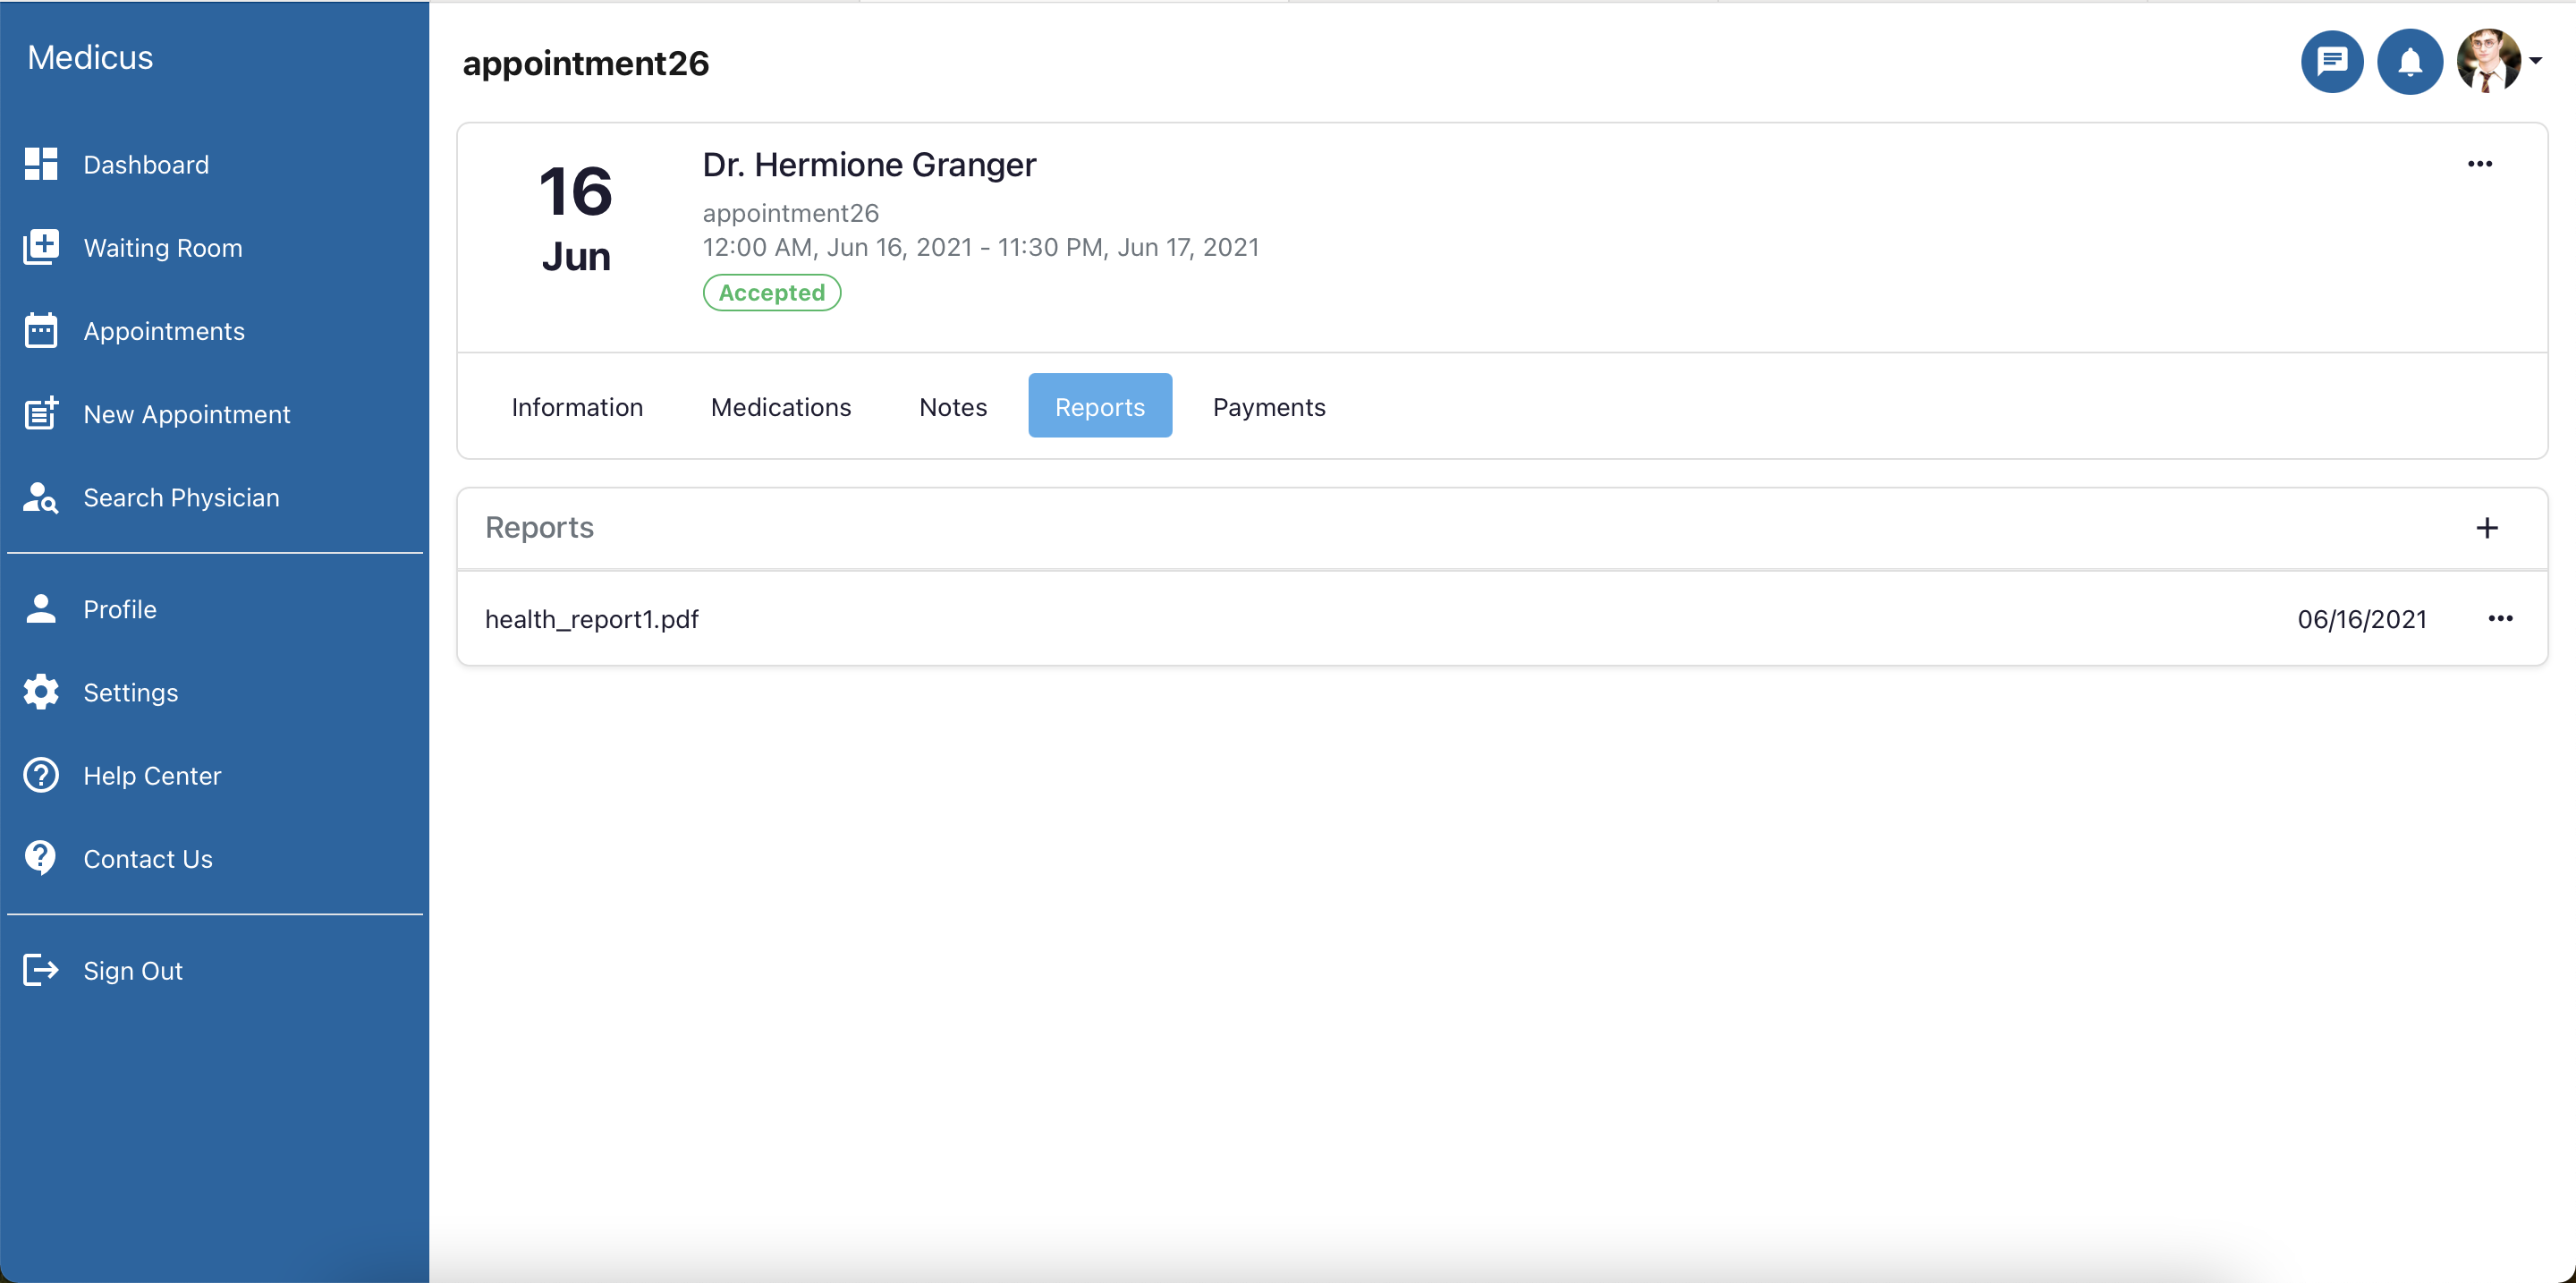 Medicus
Dashboard
Waiting Room
Appointments
New Appointment
Search Physician
Profile
Settings
Help Center
Contact Us
Sign Out
appointment26
16
Jun
Dr. Hermione Granger
appointment26
12:00 AM, Jun 16, 2021 - 11:30 PM, Jun 17, 2021
Accepted
Information Medications Notes Reports Payments
Reports
health_report1.pdf 06/16/2021